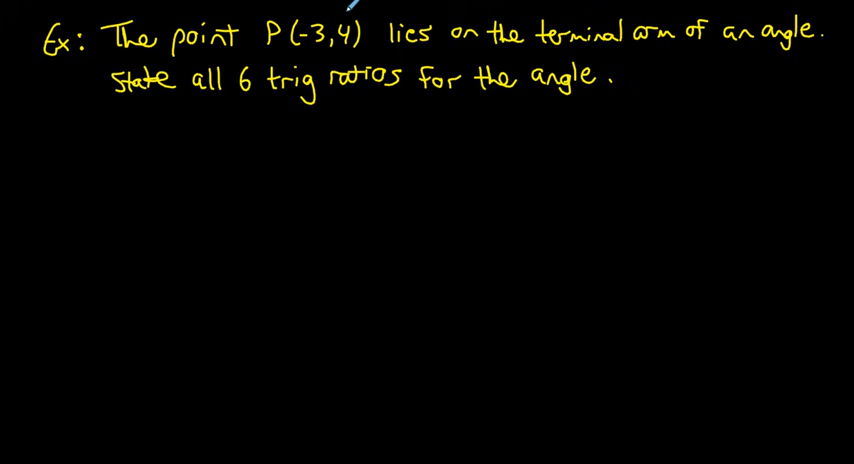 Ex: The point P(-3,4) lies on the terminal arm of an angle.
State all 6 trig ratios for the angle.